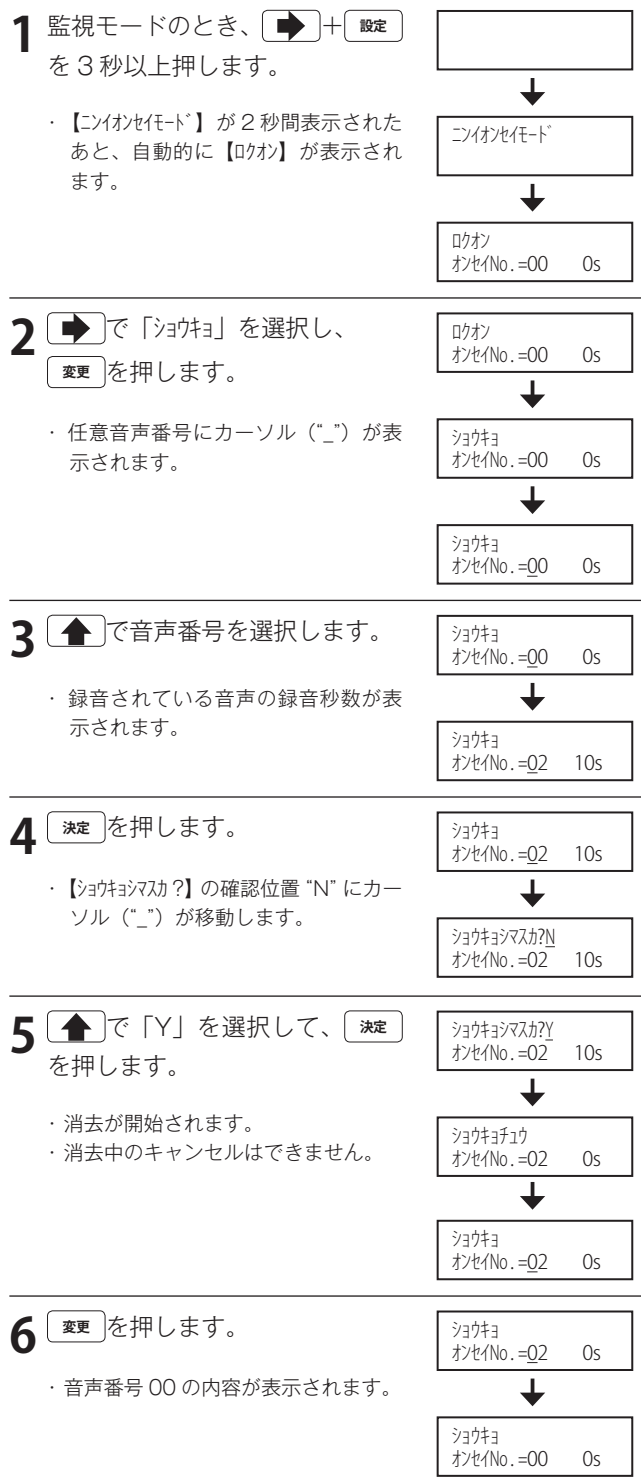 1 監視モードのとき、➡+設定
を 3 秒以上押します。
・【ﾆﾝｲｵﾝｾｲﾓｰﾄﾞ】が 2 秒間表示された
あと、自動的に【ﾛｸｵﾝ】が表示され
ます。
ﾆﾝｲｵﾝｾｲﾓｰﾄﾞ
ﾛｸｵﾝ
ｵﾝｾｲNo.=00 0s
2 ➡で「ｼｮｳｷｮ」を選択し、
変更を押します。
・任意音声番号にカーソル（“_”）が表
示されます。
ﾛｸｵﾝ
ｵﾝｾｲNo.=00 0s
ｼｮｳｷｮ
ｵﾝｾｲNo.=00 0s
ｼｮｳｷｮ
ｵﾝｾｲNo.=00 0s
3 ⬆で音声番号を選択します。
・録音されている音声の録音秒数が表
示されます。
ｼｮｳｷｮ
ｵﾝｾｲNo.=00 0s
ｼｮｳｷｮ
ｵﾝｾｲNo.=02 10s
4 決定を押します。
・【ｼｮｳｷｮｼﾏｽｶ?】の確認位置 “N” にカー
ソル（“_”）が移動します。
ｼｮｳｷｮ
ｵﾝｾｲNo.=02 10s
ｼｮｳｷｮｼﾏｽｶ?N
ｵﾝｾｲNo.=02 10s
5 ⬆で「Y」を選択して、決定
を押します。
・消去が開始されます。
・消去中のキャンセルはできません。
ｼｮｳｷｮｼﾏｽｶ?Y
ｵﾝｾｲNo.=02 10s
ｼｮｳｷｮﾁｭｳ
ｵﾝｾｲNo.=02 0s
ｼｮｳｷｮ
ｵﾝｾｲNo.=02 0s
6 変更を押します。
・音声番号 00 の内容が表示されます。
ｼｮｳｷｮ
ｵﾝｾｲNo.=02 0s
ｼｮｳｷｮ
ｵﾝｾｲNo.=00 0s